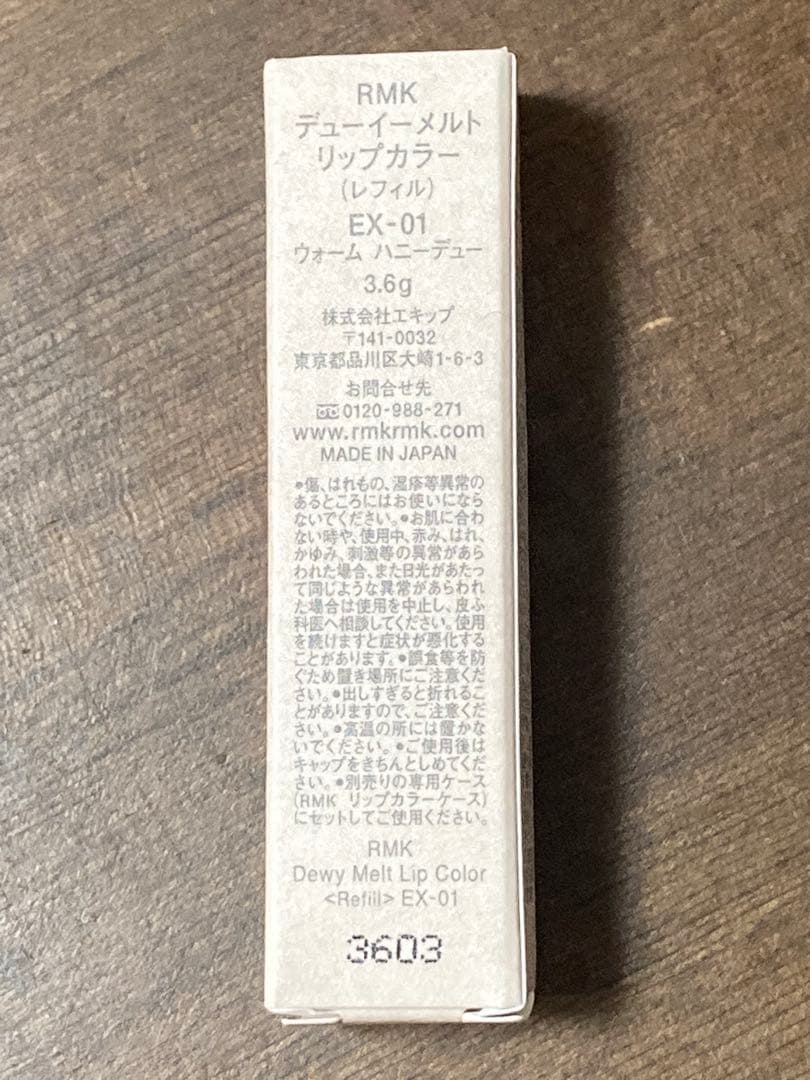 RMK
デューイーメルト
リップカラー
(レフィル)
EX-01
ウォーム ハニーデュー
3.6g
株式会社エキップ
〒141-0032
東京都品川区大崎1-6-3
お問合せ先
0120-988-271
www.rmkrmk.com
MADE IN JAPAN
●傷、はれもの、湿疹等異常の
あるところにはお使いになら
ないでください。●お肌に合わ
ない時や、使用中、赤み、はれ、
かゆみ、刺激等の異常があら
われた場合、また日光があたっ
て同じような異常があらわれ
た場合は使用を中止し、皮ふ
科医へ相談してください。使用
を続けますと症状が悪化する
ことがあります。●誤食等を防
ぐため置き場所にご注意くだ
さい。●出しすぎると折れるこ
とがありますので、ご注意くだ
さい。●高温の所には置かな
いでください。●ご使用後は
キャップをきちんとしめてくだ
さい。●別売りの専用ケース
(RMK リップカラーケース)
にセットしてご使用ください。
RMK
Dewy Melt Lip Color
<Refill> EX-01
3603